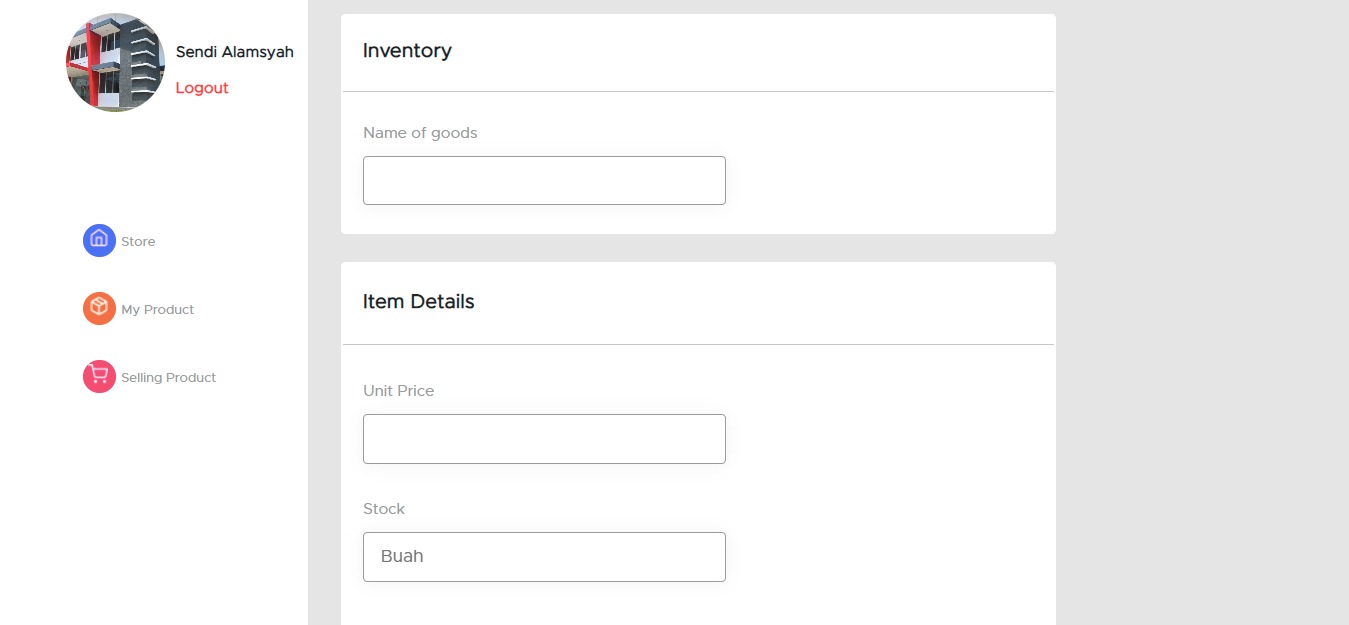 Sendi Alamsyah
Logout
Store
My Product
Selling Product
Inventory
Name of goods
Item Details
Unit Price
Stock
Buah